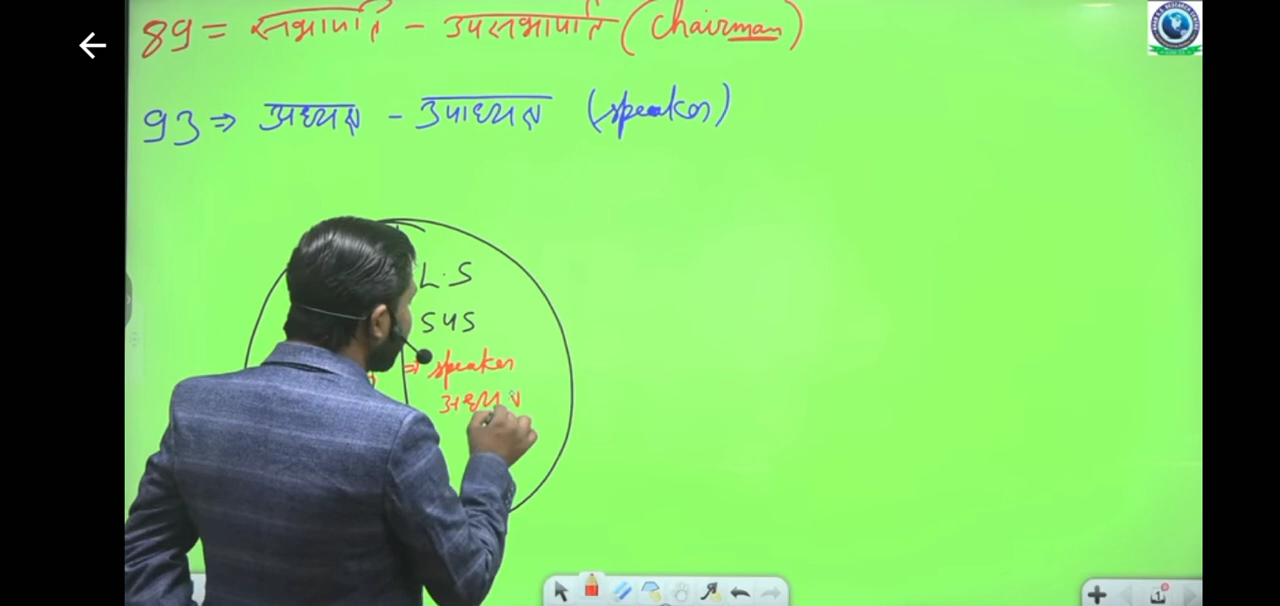 89 = सभापति - उपसभापति (Chairman)
93 ⇒ अध्यक्ष - उपाध्यक्ष (speaker)
L.S
545
⇒ speaker
अध्यक्ष